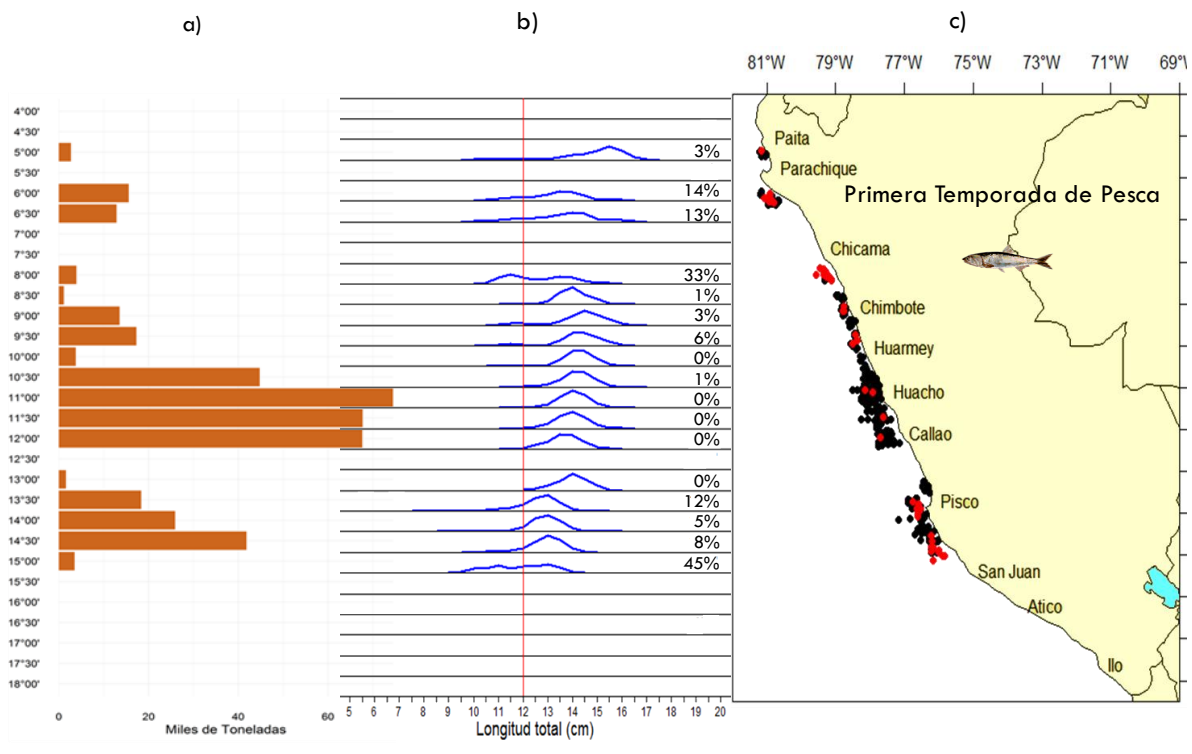 a)
b)
c)
81°W 79°W 77°W 75°W 73°W 71°W 69°W
4°00'
4°30'
5°00'
5°30'
6°00'
6°30'
7°00'
7°30'
8°00'
8°30'
9°00'
9°30'
10°00'
10°30'
11°00'
11°30'
12°00'
12°30'
13°00'
13°30'
14°00'
14°30'
15°00'
15°30'
16°00'
16°30'
17°00'
17°30'
18°00'
0 20 40 60
Miles de Toneladas
3%
14%
13%
33%
1%
3%
6%
0%
1%
0%
0%
0%
0%
12%
5%
8%
45%
5 6 7 8 9 10 11 12 13 14 15 16 17 18 19 20
Longitud total (cm)
Paita
Parachique
Primera Temporada de Pesca
Chicama
Chimbote
Huarmey
Huacho
Callao
Pisco
San Juan
Atico
Ilo